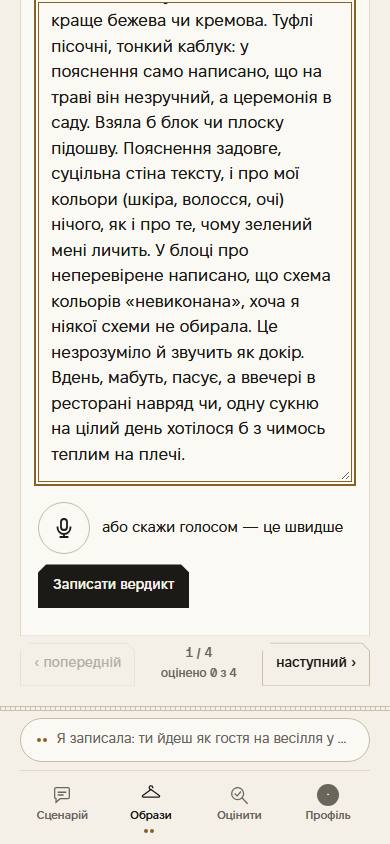 краще бежева чи кремова. Туфлі
пісочні, тонкий каблук: у
пояснення само написано, що на
траві він незручний, а церемонія в
саду. Взяла б блок чи плоску
підошву. Пояснення задовге,
суцільна стіна тексту, і про мої
кольори (шкіра, волосся, очі)
нічого, як і про те, чому зелений
мені личить. У блоці про
неперевірене написано, що схема
кольорів «невиконана», хоча я
ніякої схеми не обирала. Це
незрозуміло й звучить як докір.
Вдень, мабуть, пасує, а ввечері в
ресторані навряд чи, одну сукню
на цілий день хотілося б з чимось
теплим на плечі.
або скажи голосом — це швидше
Записати вердикт
‹ попередній
1 / 4
оцінено 0 з 4
наступний ›
Я записала: ти йдеш як гостя на весілля у ...
Сценарій
Образи
Оцінити
Профіль